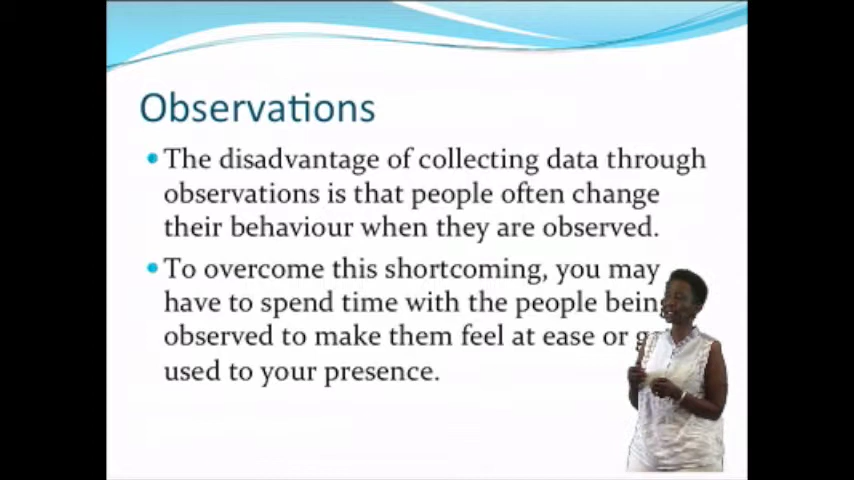 Observations
The disadvantage of collecting data through
observations is that people often change
their behaviour when they are observed.
To overcome this shortcoming, you may
have to spend time with the people
observed to make them feel at ease or
used to your presence.